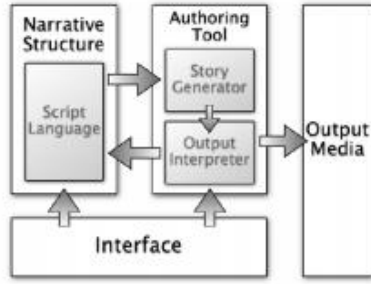 Narrative
Structure
Script
Language
Authoring
Tool
Story
Generator
Output
Interpreter
Output
Media
Interface